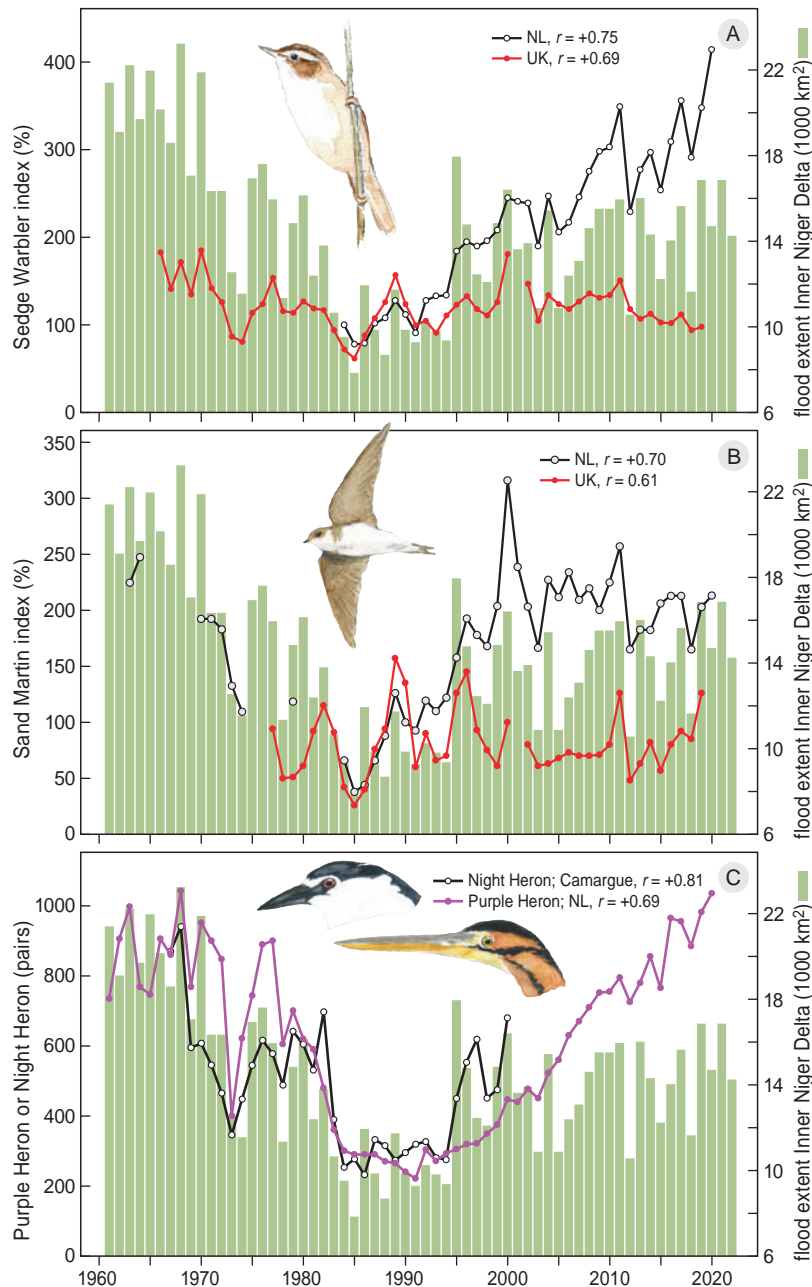 A
NL, r = +0.75
UK, r = +0.69
Sedge Warbler index (%)
400
300
200
100
0
22
18
14
10
6
flood extent Inner Niger Delta (1000 km²)
B
NL, r = +0.70
UK, r = 0.61
Sand Martin index (%)
350
300
250
200
150
100
50
0
22
18
14
10
6
flood extent Inner Niger Delta (1000 km²)
C
Night Heron; Camargue, r = +0.81
Purple Heron; NL, r = +0.69
Purple Heron or Night Heron (pairs)
1000
800
600
400
200
0
22
18
14
10
6
flood extent Inner Niger Delta (1000 km²)
1960 1970 1980 1990 2000 2010 2020